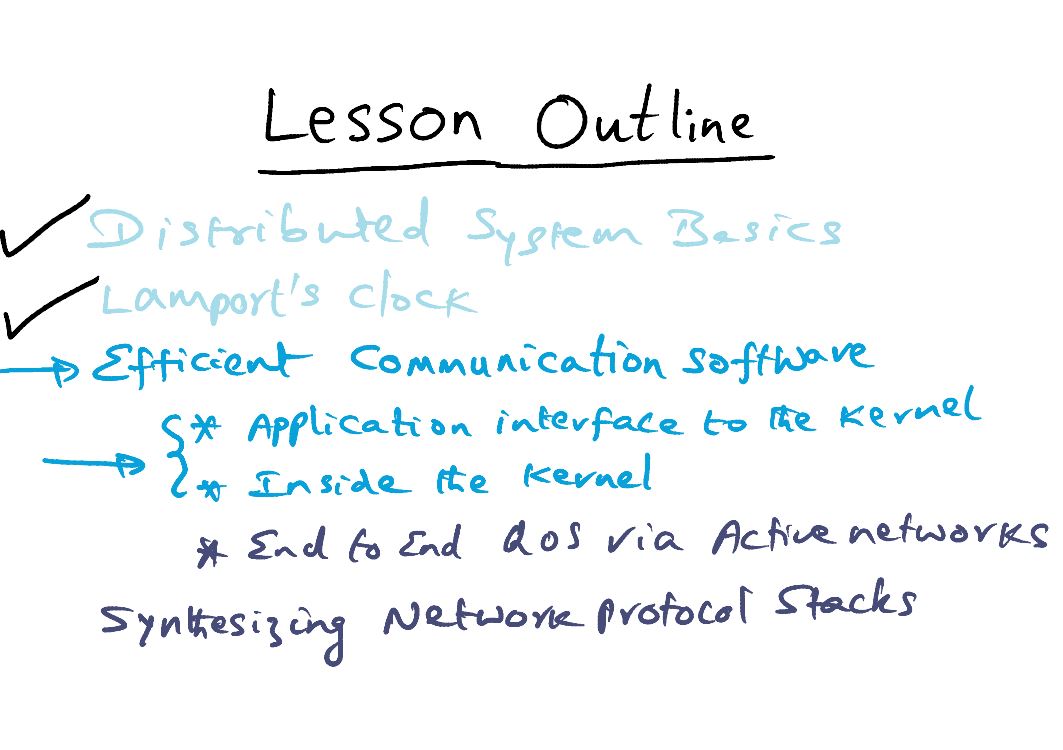 Lesson Outline
Distributed System Basics
Lamport's Clock
Efficient Communication Software
* Application interface to the kernel
* Inside the kernel
* End to End QOS via Active networks
Synthesizing Network protocol Stacks